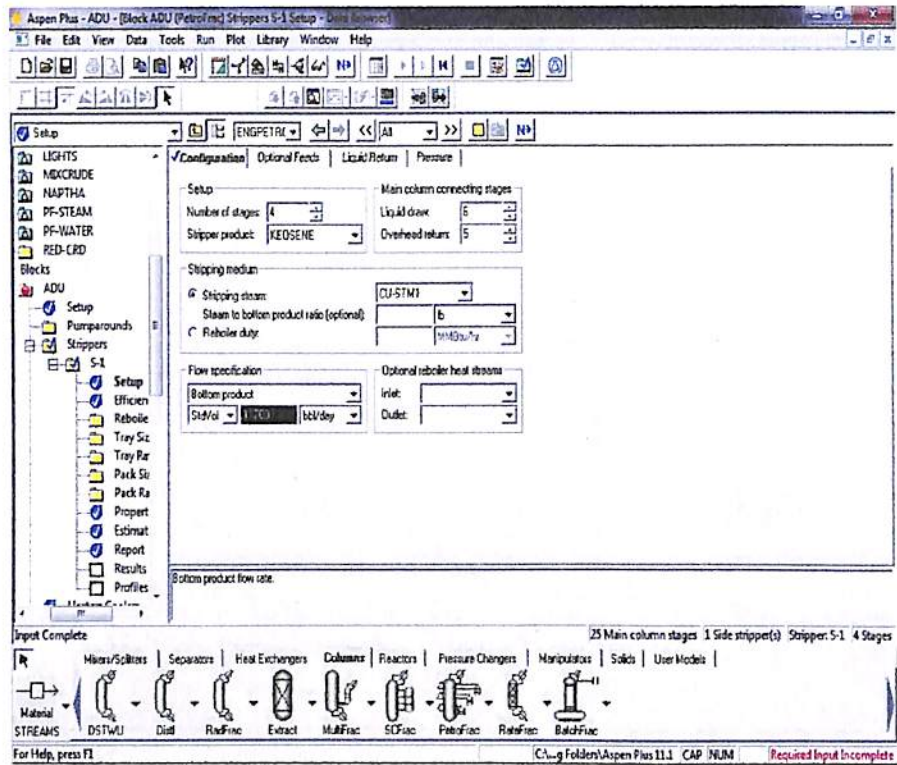 Aspen Plus - ADU - [Block ADU (PetroFrac) Strippers S-1 Setup - Data Browser]
File Edit View Data Tools Run Plot Library Window Help
Setup
ENGPETRO
All
LIGHTS
MIXCRUDE
NAPTHA
PF-STEAM
PF-WATER
RED-CRD
Blocks
ADU
Setup
Pumparounds
Strippers
S-1
Setup
Efficien
Reboile
Tray Siz
Tray Rat
Pack Siz
Pack Ra
Propert
Estimat
Report
Results
Profiles
Configuration Optional Feeds Liquid Return Pressure
Setup
Number of stages: 4
Stripper product: KEOSENE
Main column connecting stages
Liquid draw: 6
Overhead return: 5
Stripping medium
Stripping steam: CU-STM1
Steam to bottom product ratio (optional): lb
Reboiler duty: MMBtu/hr
Flow specification
Bottom product
StdVol bbl/day
Optional reboiler heat streams
Inlet:
Outlet:
Bottom product flow rate.
Input Complete
25 Main column stages 1 Side stripper(s) Stripper: S-1 4 Stages
Mixers/Splitters Separators Heat Exchangers Columns Reactors Pressure Changers Manipulators Solids User Models
Material
STREAMS DSTWU Distl RadFrac Extract MultiFrac SCFrac PetroFrac RateFrac BatchFrac
For Help, press F1
C:\...g Folders\Aspen Plus 11.1 CAP NUM Required Input Incomplete